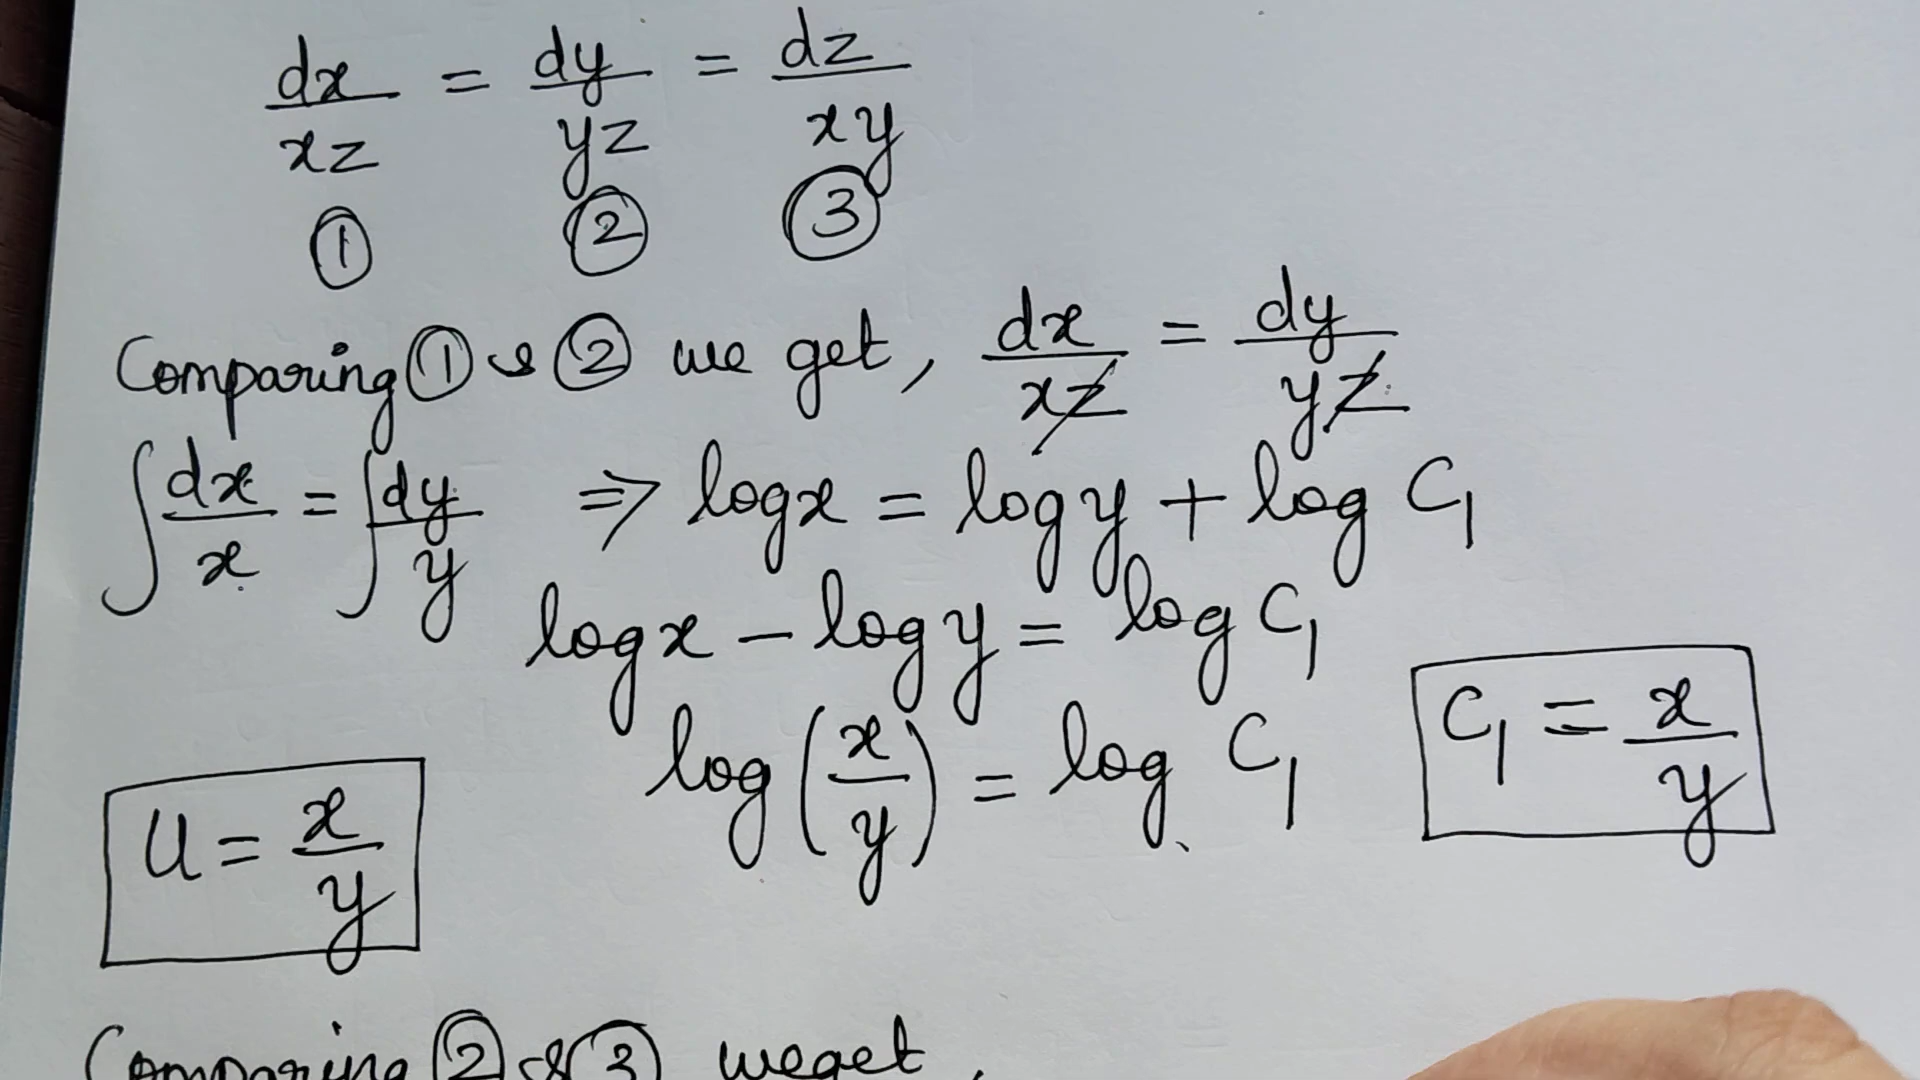 dx/xz = dy/yz = dz/xy
① ② ③
Comparing ① & ② we get, dx/xz = dy/yz
∫dx/x = ∫dy/y ⇒ log x = log y + log C₁
log x − log y = log C₁
log (x/y) = log C₁
C₁ = x/y
U = x/y
Comparing ② & ③ we get,